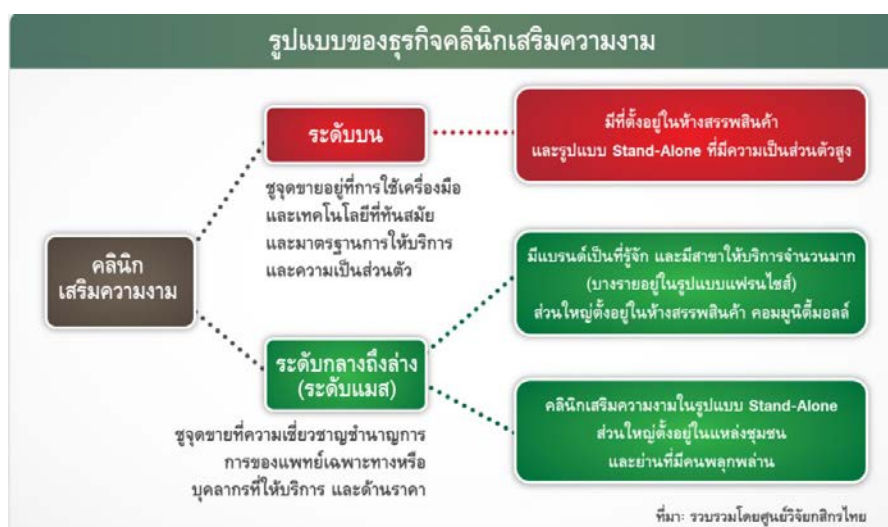 รูปแบบของธุรกิจคลินิกเสริมความงาม
คลินิก
เสริมความงาม
ระดับบน
ชูจุดขายอยู่ที่การใช้เครื่องมือ
และเทคโนโลยีที่ทันสมัย
และมาตรฐานการให้บริการ
และความเป็นส่วนตัว
มีที่ตั้งอยู่ในห้างสรรพสินค้า
และรูปแบบ Stand-Alone ที่มีความเป็นส่วนตัวสูง
ระดับกลางถึงล่าง
(ระดับแมส)
ชูจุดขายที่ความเชี่ยวชาญชำนาญการ
การของแพทย์เฉพาะทางหรือ
บุคลากรที่ให้บริการ และด้านราคา
มีแบรนด์เป็นที่รู้จัก และมีสาขาให้บริการจำนวนมาก
(บางรายอยู่ในรูปแบบแฟรนไชส์)
ส่วนใหญ่ตั้งอยู่ในห้างสรรพสินค้า คอมมูนิตี้มอลล์
คลินิกเสริมความงามในรูปแบบ Stand-Alone
ส่วนใหญ่ตั้งอยู่ในแหล่งชุมชน
และย่านที่มีคนพลุกพล่าน
ที่มา: รวบรวมโดยศูนย์วิจัยกสิกรไทย